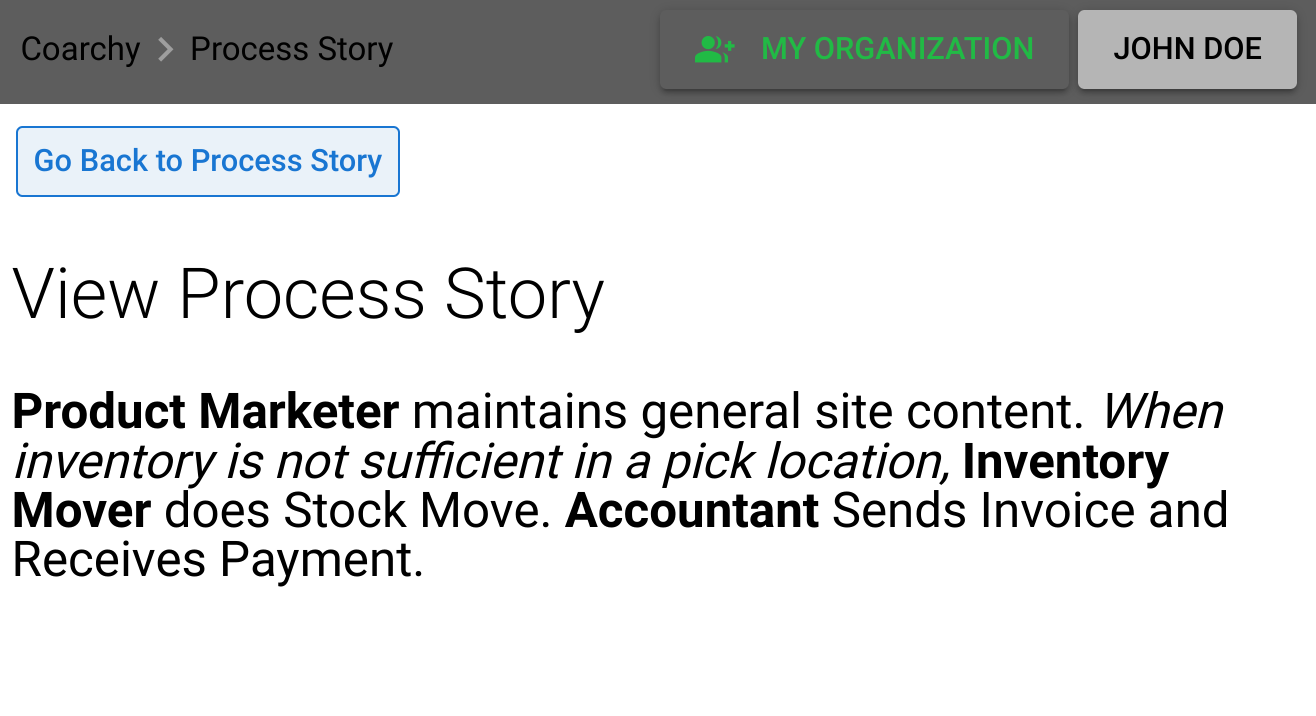 Coarchy > Process Story MY ORGANIZATION JOHN DOE
Go Back to Process Story
View Process Story
Product Marketer maintains general site content. When
inventory is not sufficient in a pick location, Inventory
Mover does Stock Move. Accountant Sends Invoice and
Receives Payment.